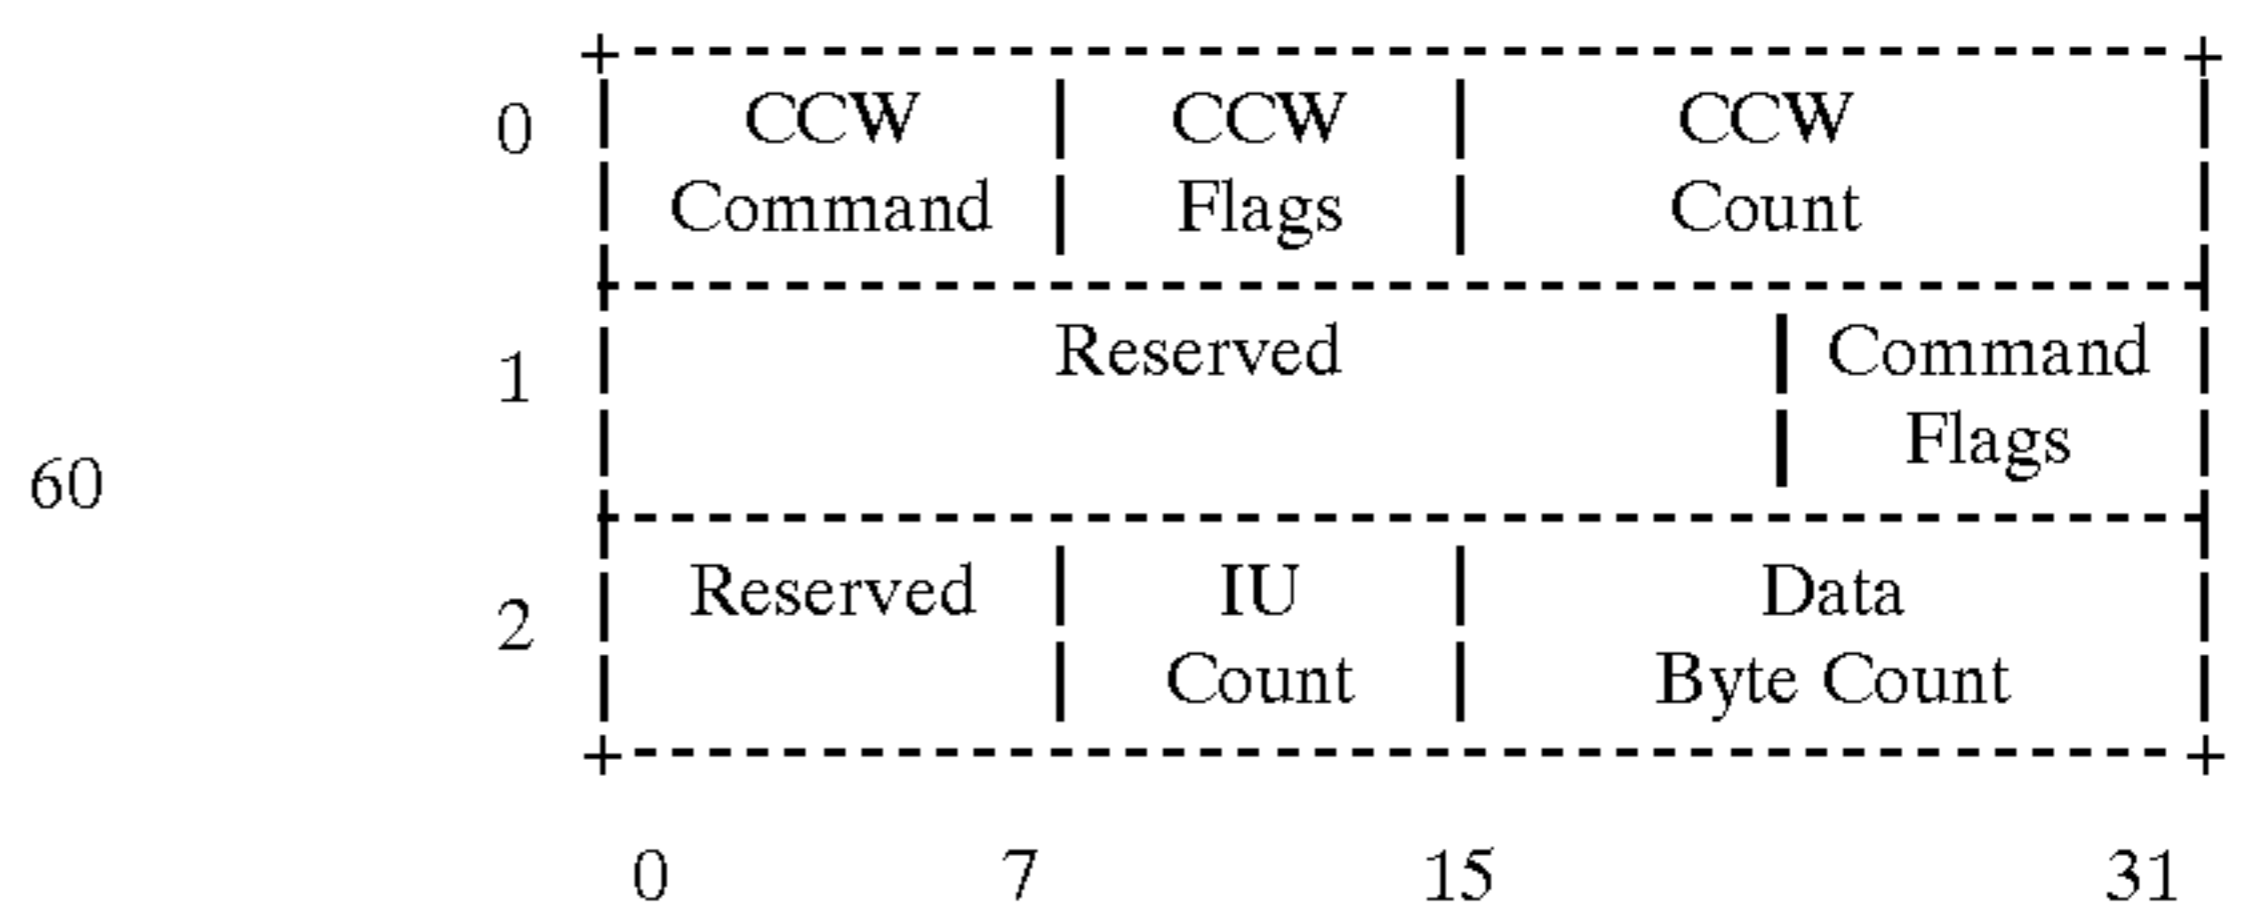 0 CCW CCW CCW
Command Flags Count
1 Reserved Command
Flags
60
2 Reserved IU Data
Count Byte Count
0 7 15 31